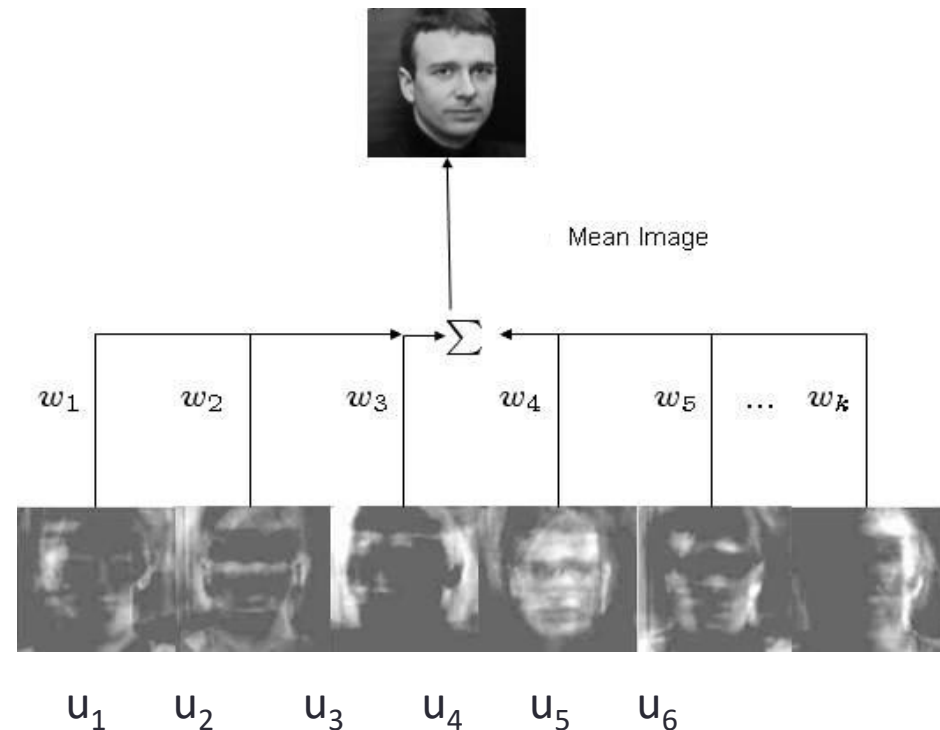 Mean Image
∑
w₁ w₂ w₃ w₄ w₅ ... wₖ
u₁ u₂ u₃ u₄ u₅ u₆